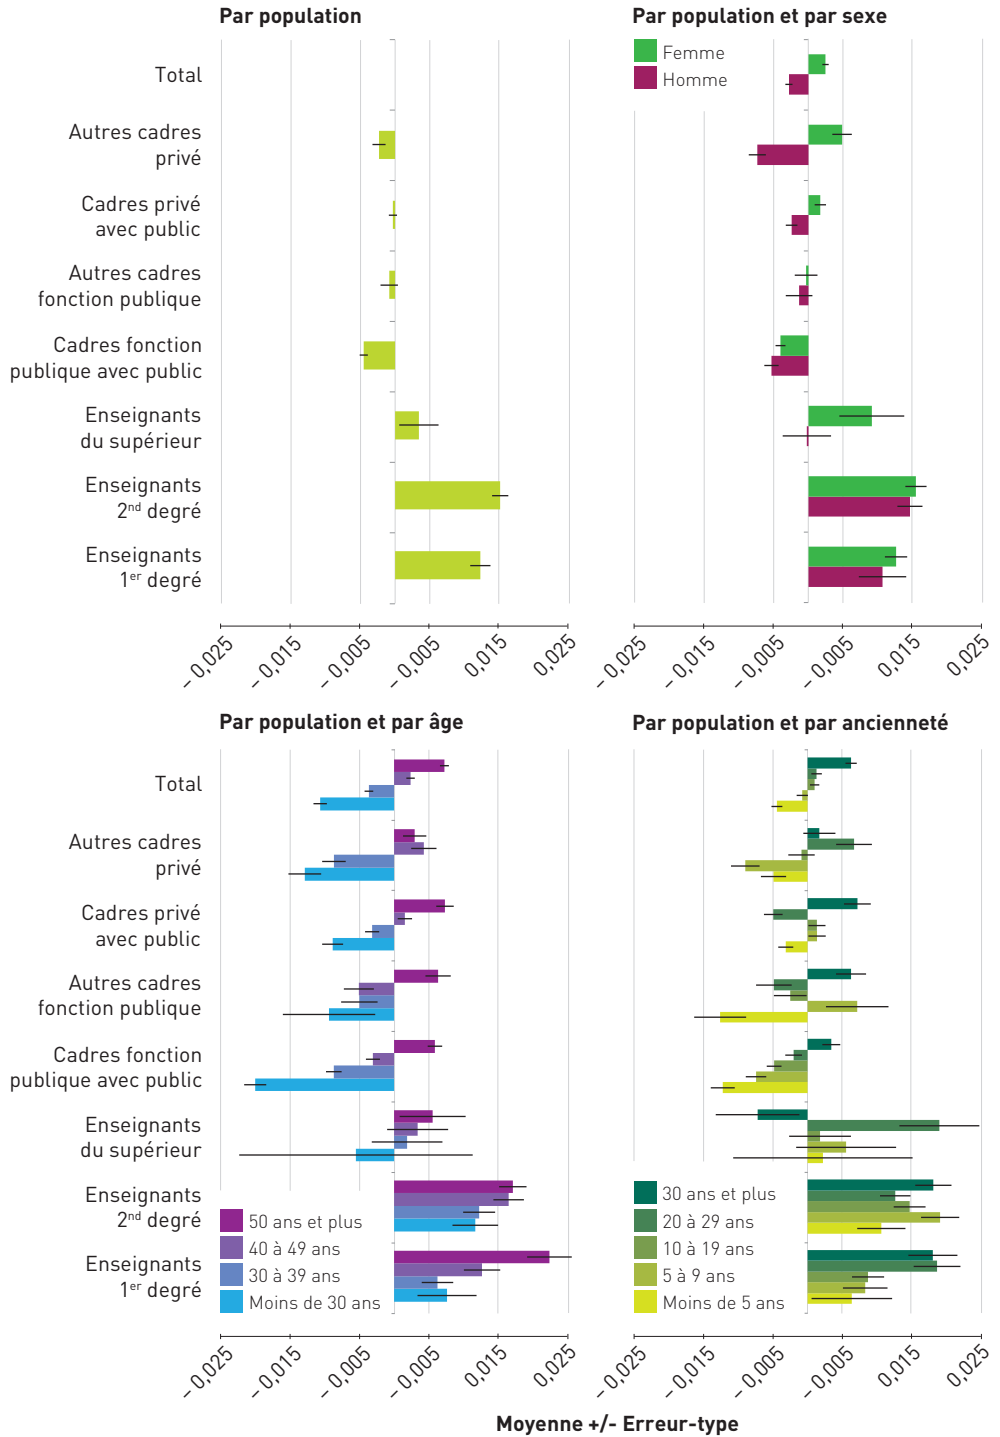 Par population
Par population et par sexe
Femme
Homme
Total
Autres cadres
privé
Cadres privé
avec public
Autres cadres
fonction publique
Cadres fonction
publique avec public
Enseignants
du supérieur
Enseignants
2nd degré
Enseignants
1er degré
– 0,025
– 0,015
– 0,005
– 0,005
0,015
0,025
– 0,025
– 0,015
– 0,005
– 0,005
0,015
0,025
Par population et par âge
Par population et par ancienneté
Total
Autres cadres
privé
Cadres privé
avec public
Autres cadres
fonction publique
Cadres fonction
publique avec public
Enseignants
du supérieur
Enseignants
2nd degré
Enseignants
1er degré
50 ans et plus
40 à 49 ans
30 à 39 ans
Moins de 30 ans
30 ans et plus
20 à 29 ans
10 à 19 ans
5 à 9 ans
Moins de 5 ans
– 0,025
– 0,015
– 0,005
– 0,005
0,015
0,025
– 0,025
– 0,015
– 0,005
– 0,005
0,015
0,025
Moyenne +/- Erreur-type